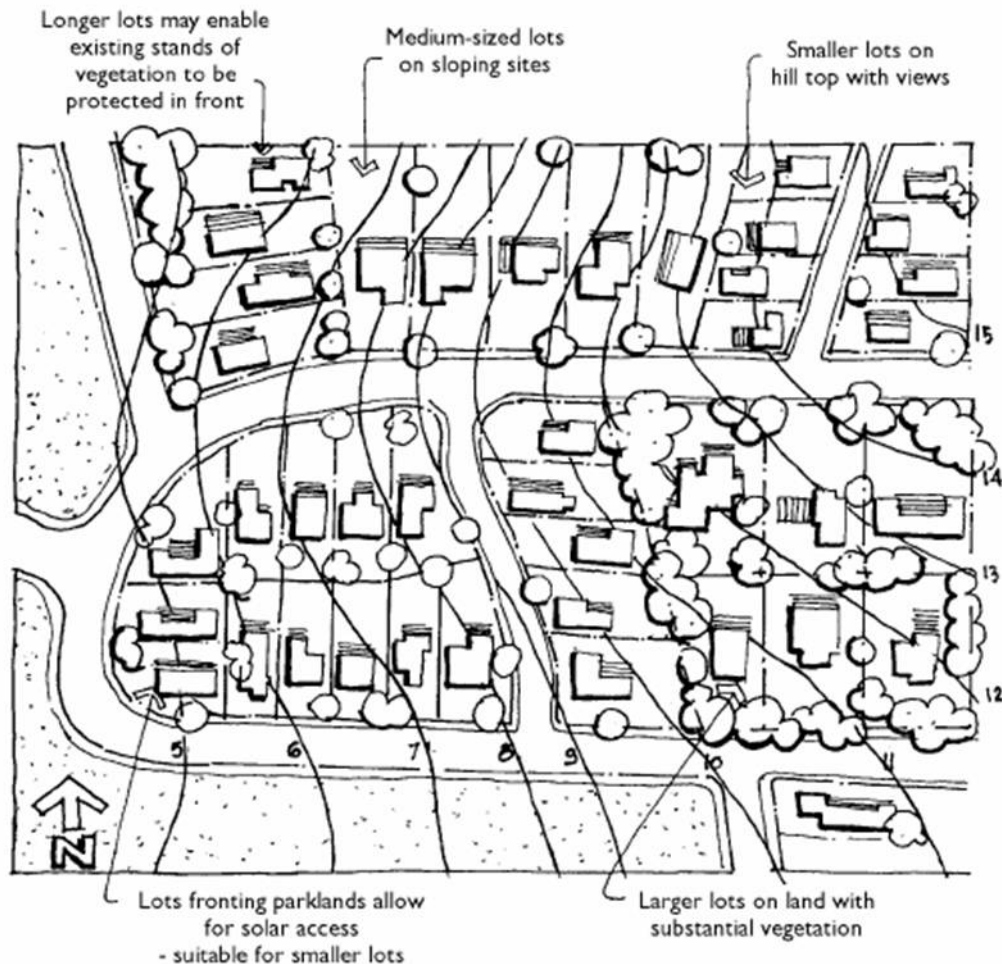 Longer lots may enable
existing stands of
vegetation to be
protected in front
Medium-sized lots
on sloping sites
Smaller lots on
hill top with views
15
14
13
12
5
6
7
8
9
10
11
N
Lots fronting parklands allow
for solar access
- suitable for smaller lots
Larger lots on land with
substantial vegetation